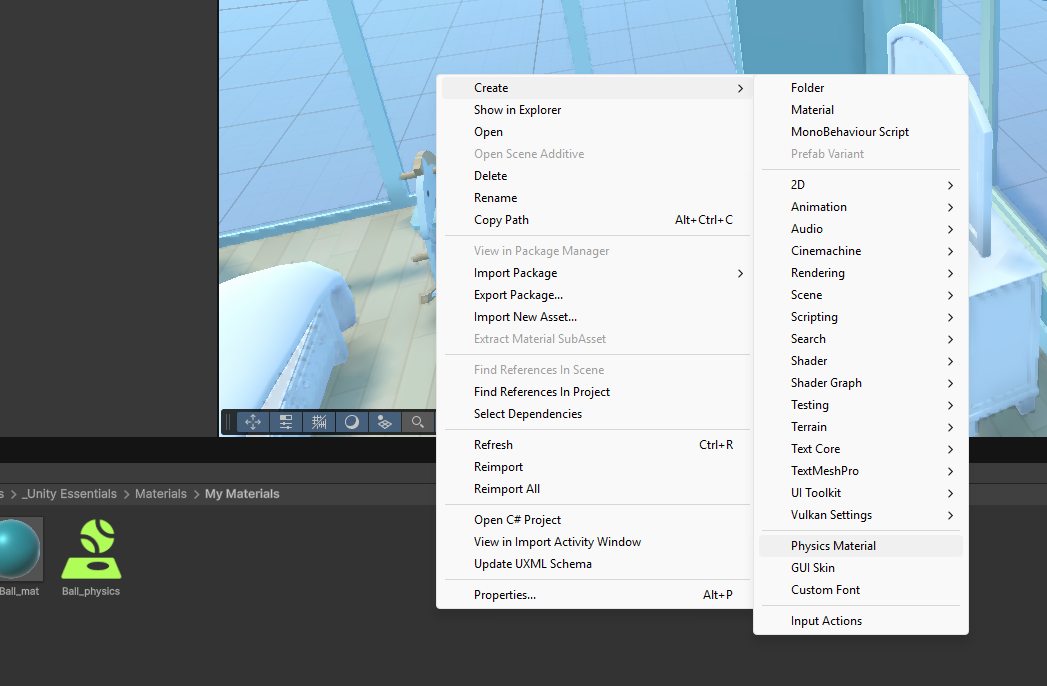 Create
Show in Explorer
Open
Open Scene Additive
Delete
Rename
Copy Path Alt+Ctrl+C
View in Package Manager
Import Package
Export Package...
Import New Asset...
Extract Material SubAsset
Find References In Scene
Find References In Project
Select Dependencies
Refresh Ctrl+R
Reimport
Reimport All
Open C# Project
View in Import Activity Window
Update UXML Schema
Properties... Alt+P
Folder
Material
MonoBehaviour Script
Prefab Variant
2D
Animation
Audio
Cinemachine
Rendering
Scene
Scripting
Search
Shader
Shader Graph
Testing
Terrain
Text Core
TextMeshPro
UI Toolkit
Vulkan Settings
Physics Material
GUI Skin
Custom Font
Input Actions
s > _Unity Essentials > Materials > My Materials
Ball_mat
Ball_physics